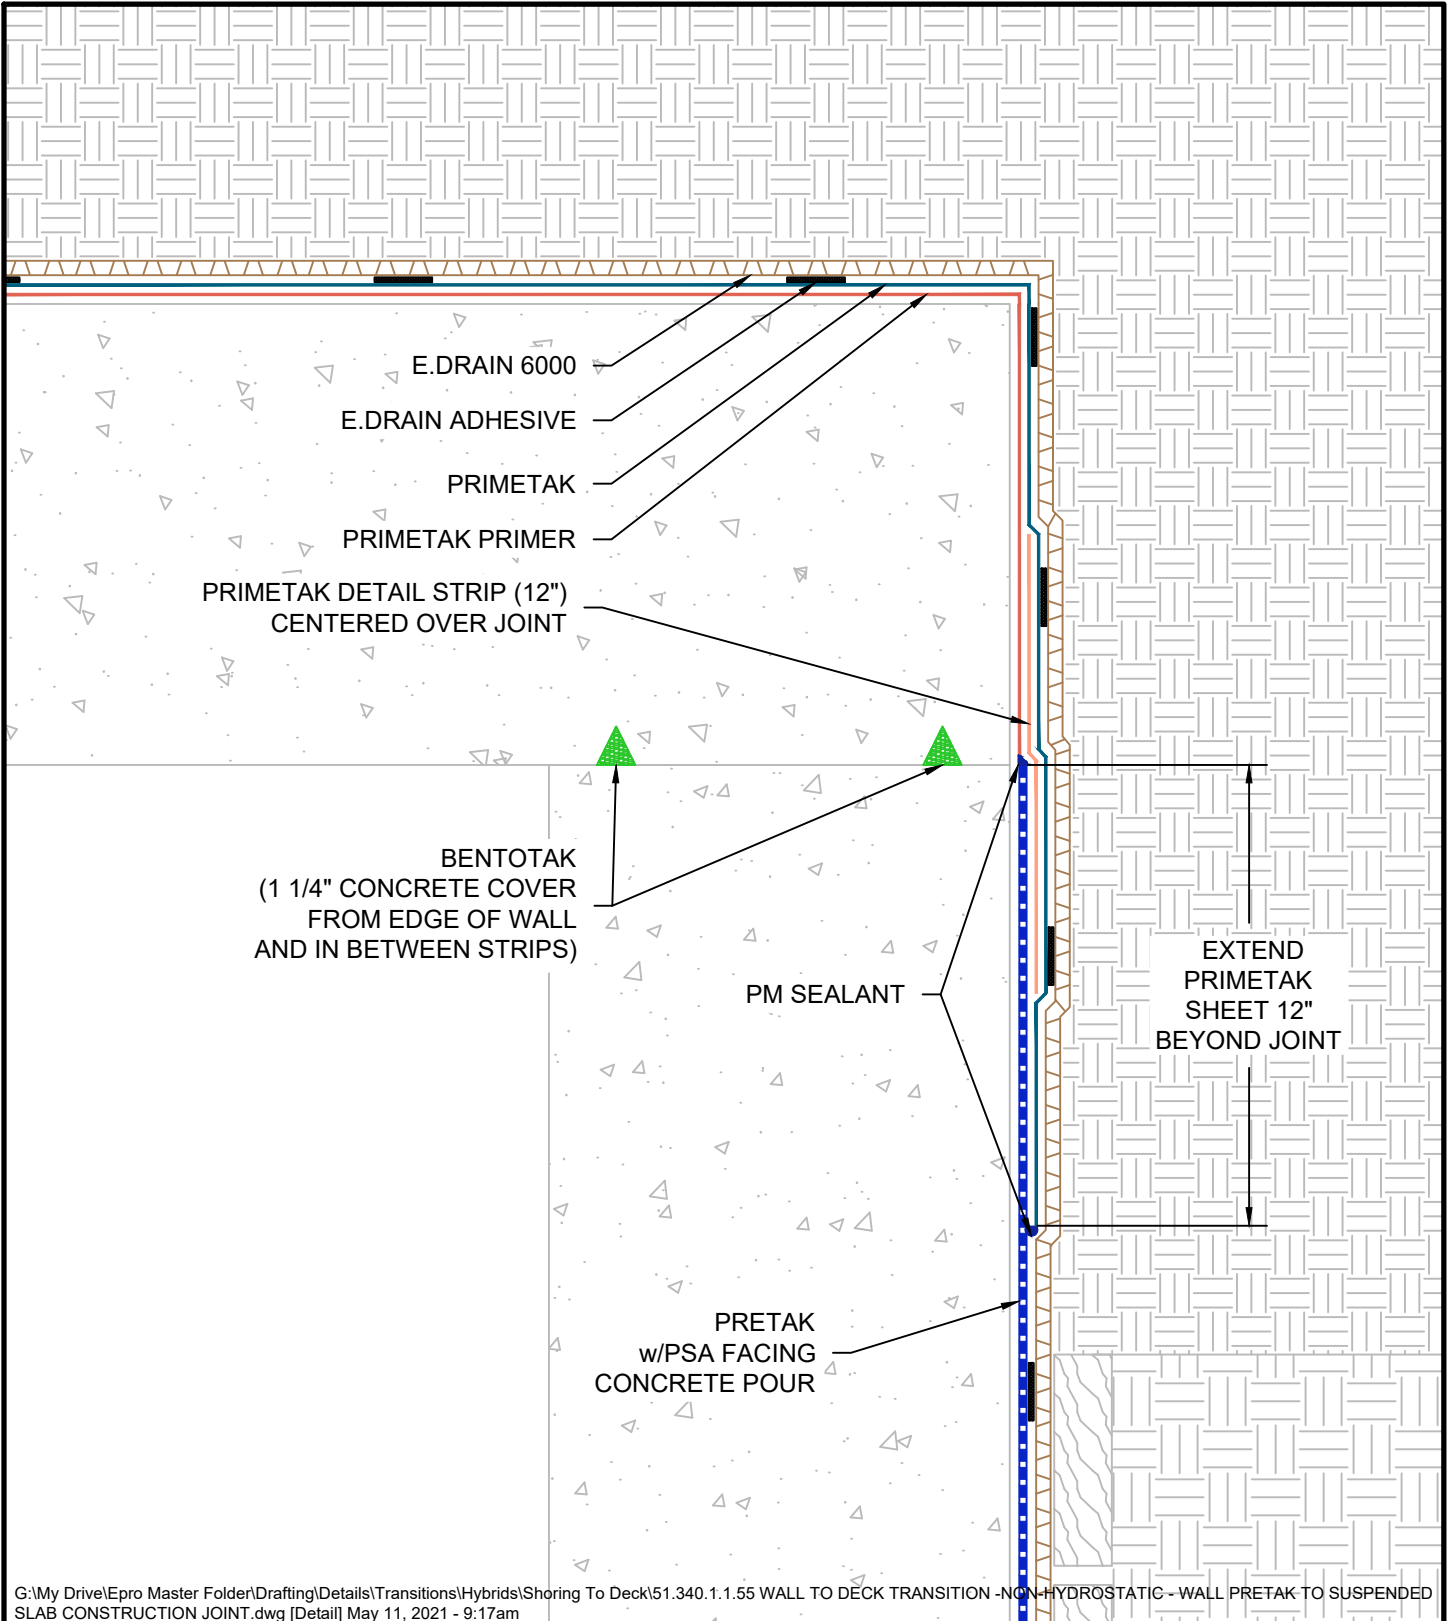 E.DRAIN 6000
E.DRAIN ADHESIVE
PRIMETAK
PRIMETAK PRIMER
PRIMETAK DETAIL STRIP (12")
CENTERED OVER JOINT
BENTOTAK
(1 1/4" CONCRETE COVER
FROM EDGE OF WALL
AND IN BETWEEN STRIPS)
PM SEALANT
EXTEND
PRIMETAK
SHEET 12"
BEYOND JOINT
PRETAK
w/PSA FACING
CONCRETE POUR
G:\My Drive\Epro Master Folder\Drafting\Details\Transitions\Hybrids\Shoring To Deck\51.340.1.1.55 WALL TO DECK TRANSITION -NON-HYDROSTATIC - WALL PRETAK TO SUSPENDED
SLAB CONSTRUCTION JOINT.dwg [Detail] May 11, 2021 - 9:17am